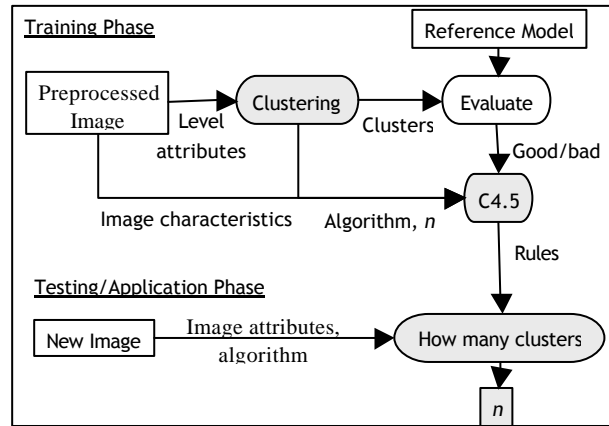 Training Phase
Reference Model
Preprocessed
Image
Level
attributes
Clustering
Clusters
Evaluate
Good/bad
C4.5
Image characteristics
Algorithm, n
Rules
Testing/Application Phase
New Image
Image attributes,
algorithm
How many clusters
n